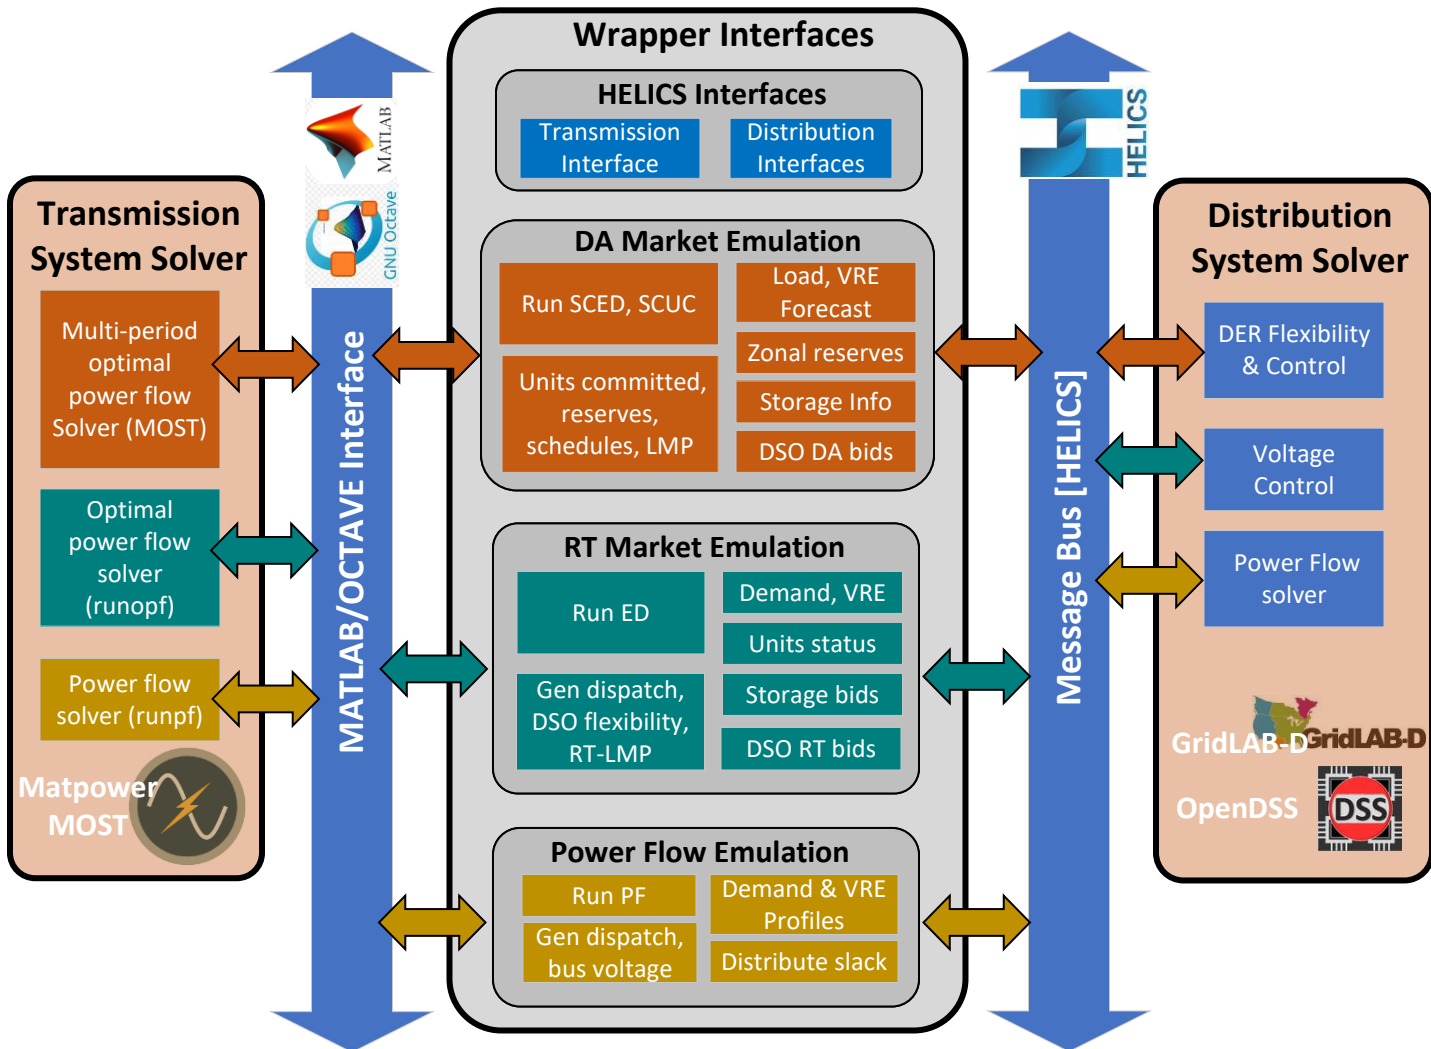 Wrapper Interfaces
HELICS Interfaces
Transmission
Interface
Distribution
Interfaces
MATLAB
GNU Octave
HELICS
Transmission
System Solver
Multi-period
optimal
power flow
Solver (MOST)
Optimal
power flow
solver
(runopf)
Power flow
solver (runpf)
Matpower
MOST
MATLAB/OCTAVE Interface
DA Market Emulation
Run SCED, SCUC
Units committed,
reserves,
schedules, LMP
Load, VRE
Forecast
Zonal reserves
Storage Info
DSO DA bids
RT Market Emulation
Run ED
Gen dispatch,
DSO flexibility,
RT-LMP
Demand, VRE
Units status
Storage bids
DSO RT bids
Power Flow Emulation
Run PF
Gen dispatch,
bus voltage
Demand & VRE
Profiles
Distribute slack
Message Bus [HELICS]
Distribution
System Solver
DER Flexibility
& Control
Voltage
Control
Power Flow
solver
GridLAB-D
GridLAB-D
OpenDSS
DSS